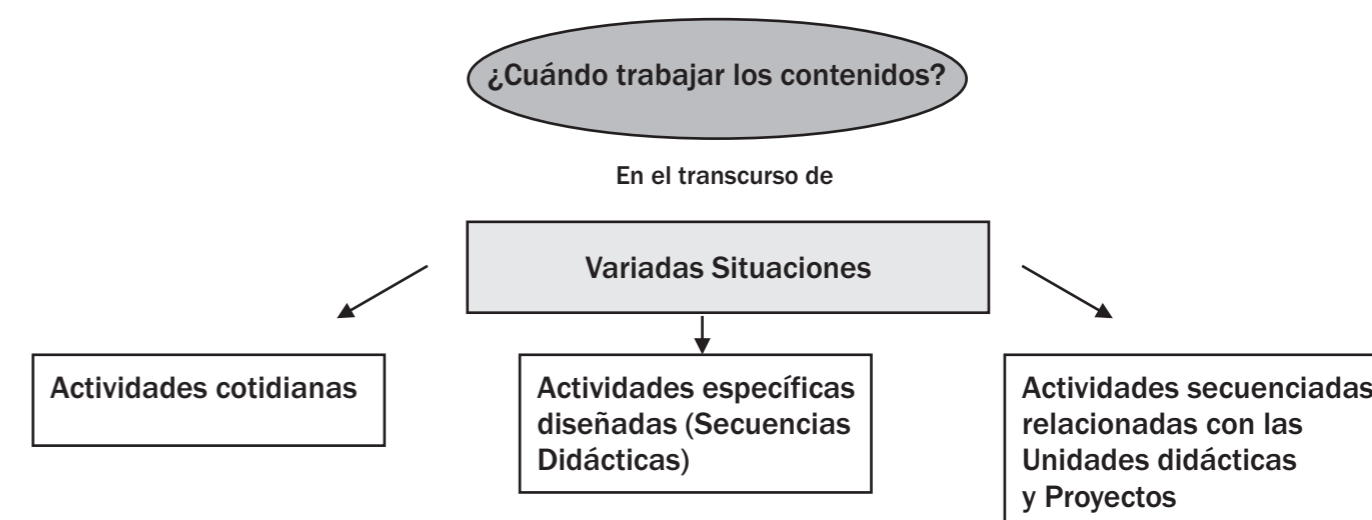 ¿Cuándo trabajar los contenidos?
En el transcurso de
Variadas Situaciones
Actividades cotidianas
Actividades específicas
diseñadas (Secuencias
Didácticas)
Actividades secuenciadas
relacionadas con las
Unidades didácticas
y Proyectos